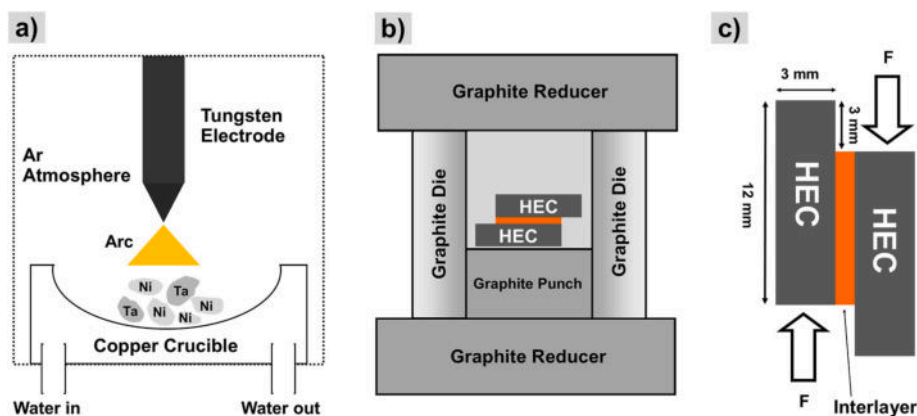 a)
Tungsten
Electrode
Ar
Atmosphere
Arc
Ni
Ta
Ta
Ni
Ni
Ni
Copper Crucible
Water in
Water out
b)
Graphite Reducer
Graphite Die
HEC
HEC
Graphite Die
Graphite Punch
Graphite Reducer
c)
F
3 mm
3 mm
12 mm
HEC
HEC
F
Interlayer